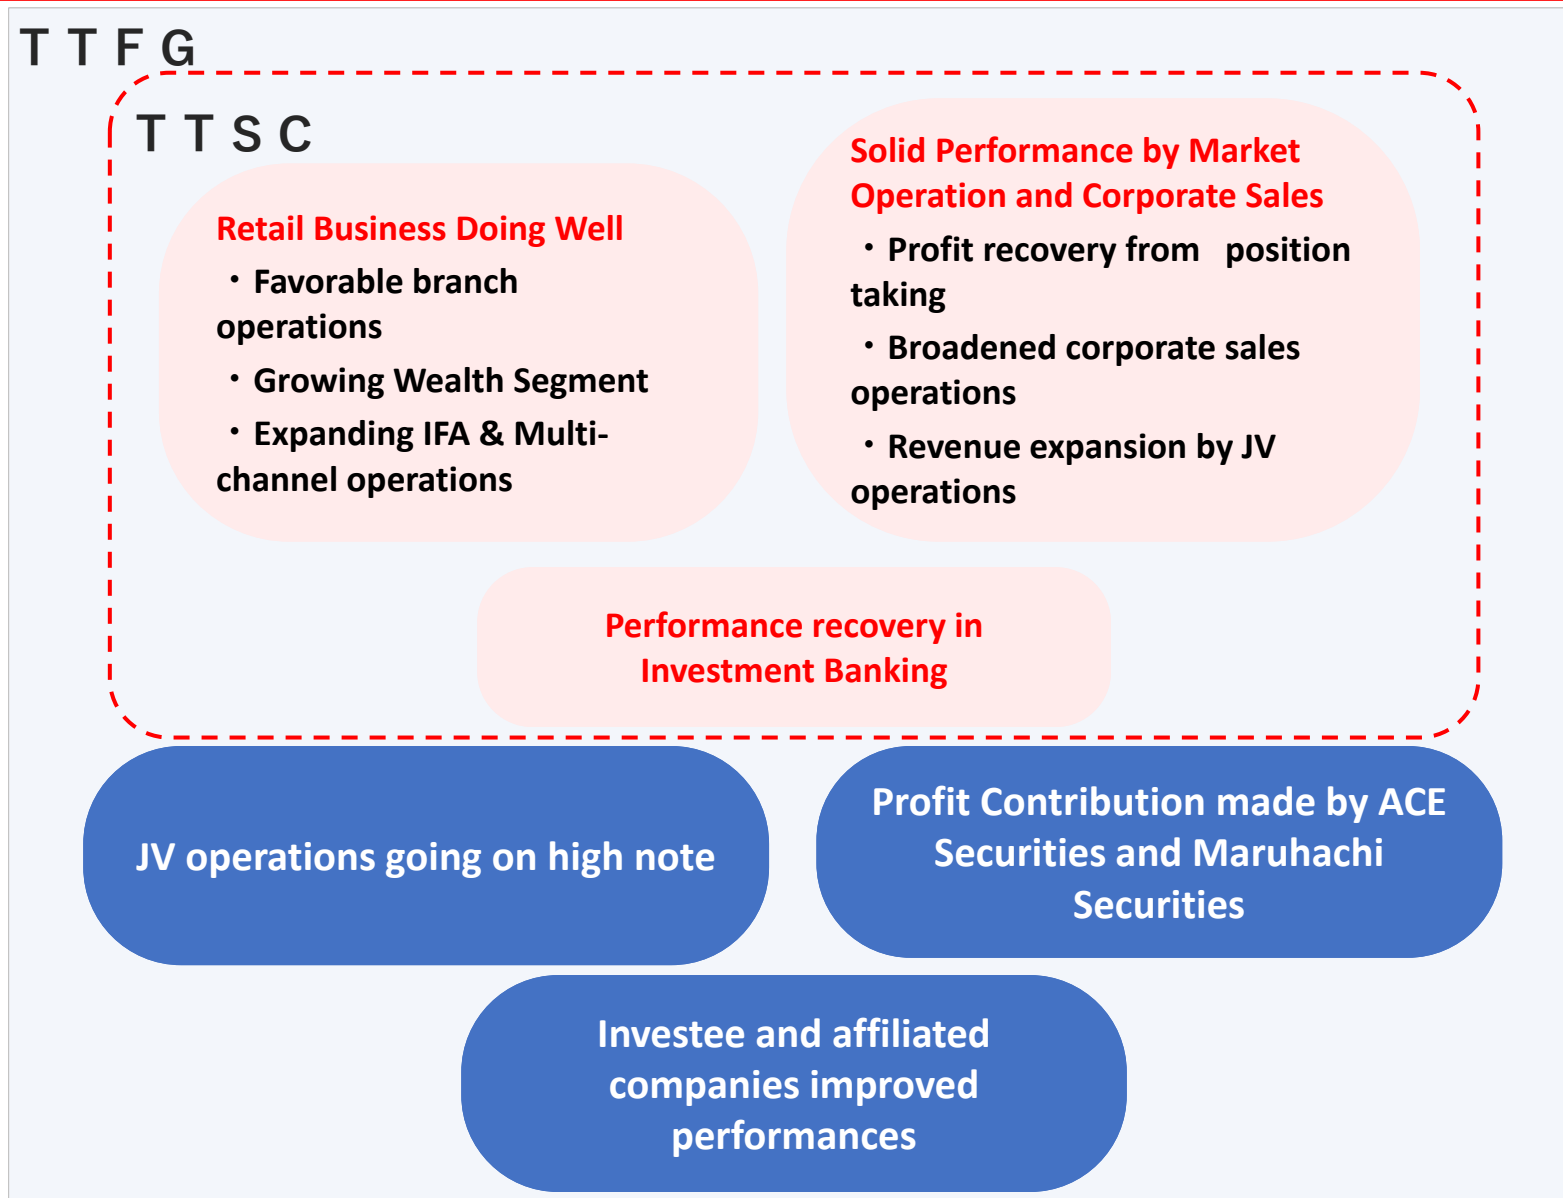 T T F G
T T S C
Retail Business Doing Well
・Favorable branch
operations
・Growing Wealth Segment
・Expanding IFA & Multi-
channel operations
Solid Performance by Market
Operation and Corporate Sales
・Profit recovery from position
taking
・Broadened corporate sales
operations
・Revenue expansion by JV
operations
Performance recovery in
Investment Banking
JV operations going on high note
Profit Contribution made by ACE
Securities and Maruhachi
Securities
Investee and affiliated
companies improved
performances